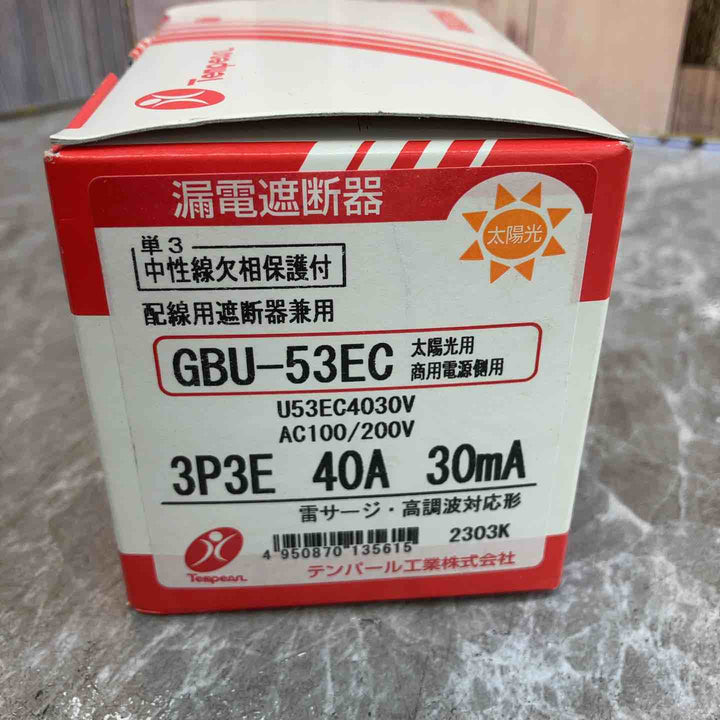 Tempearl
漏電遮断器
太陽光
単3
中性線欠相保護付
配線用遮断器兼用
GBU-53EC 太陽光用 商用電源側用
U53EC4030V
AC100/200V
3P3E 40A 30mA
雷サージ・高調波対応形
2303K
4 950870 135615
Tempearl
テンパール工業株式会社